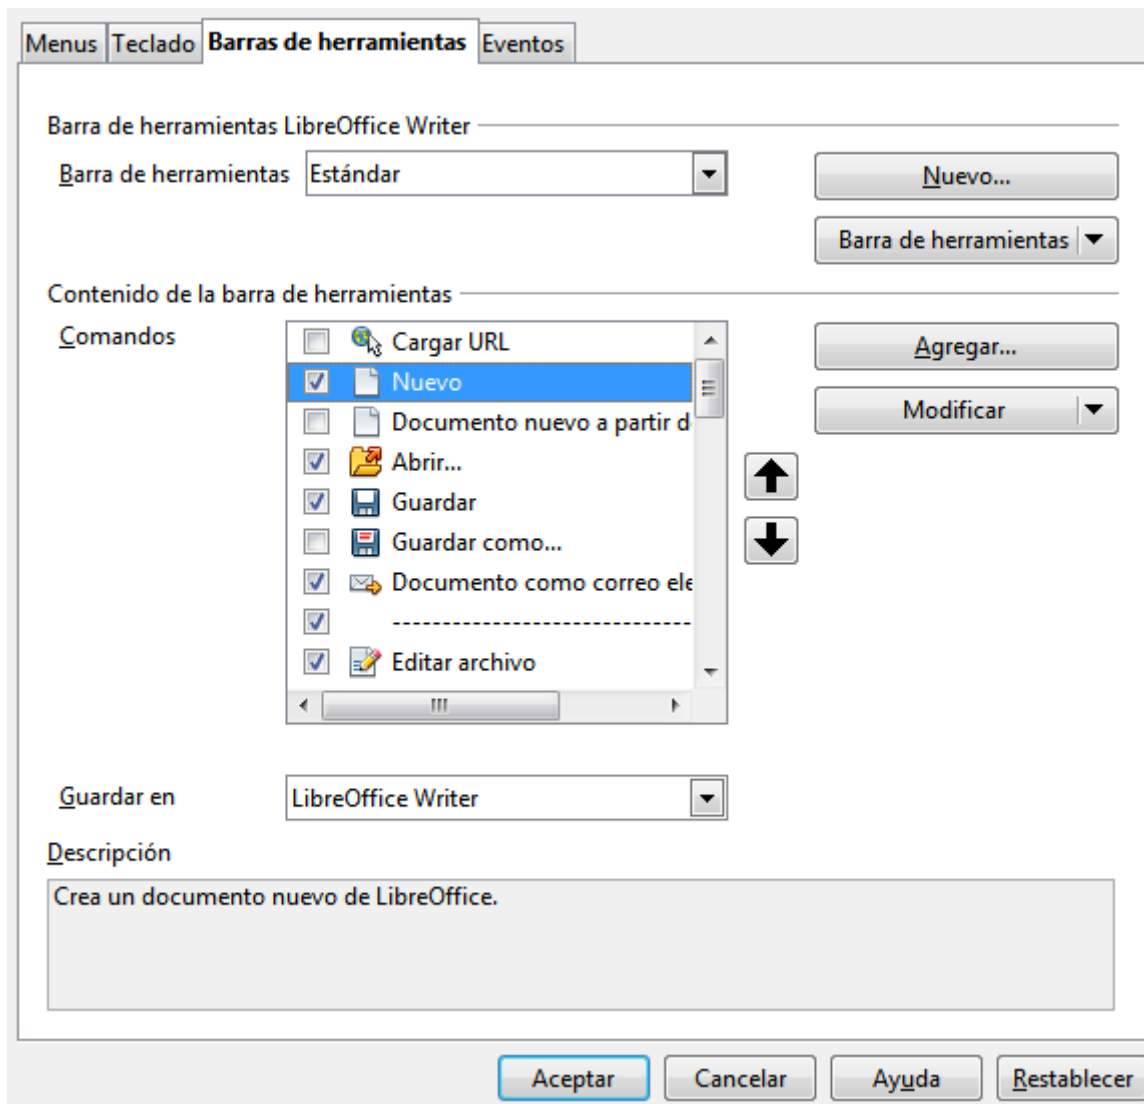 Menus Teclado Barras de herramientas Eventos
Barra de herramientas LibreOffice Writer
Barra de herramientas Estándar Nuevo...
Barra de herramientas
Contenido de la barra de herramientas
Comandos Cargar URL Agregar...
Nuevo
Documento nuevo a partir d Modificar
Abrir...
Guardar
Guardar como...
Documento como correo ele
------------------------------
Editar archivo
Guardar en LibreOffice Writer
Descripción
Crea un documento nuevo de LibreOffice.
Aceptar Cancelar Ayuda Restablecer